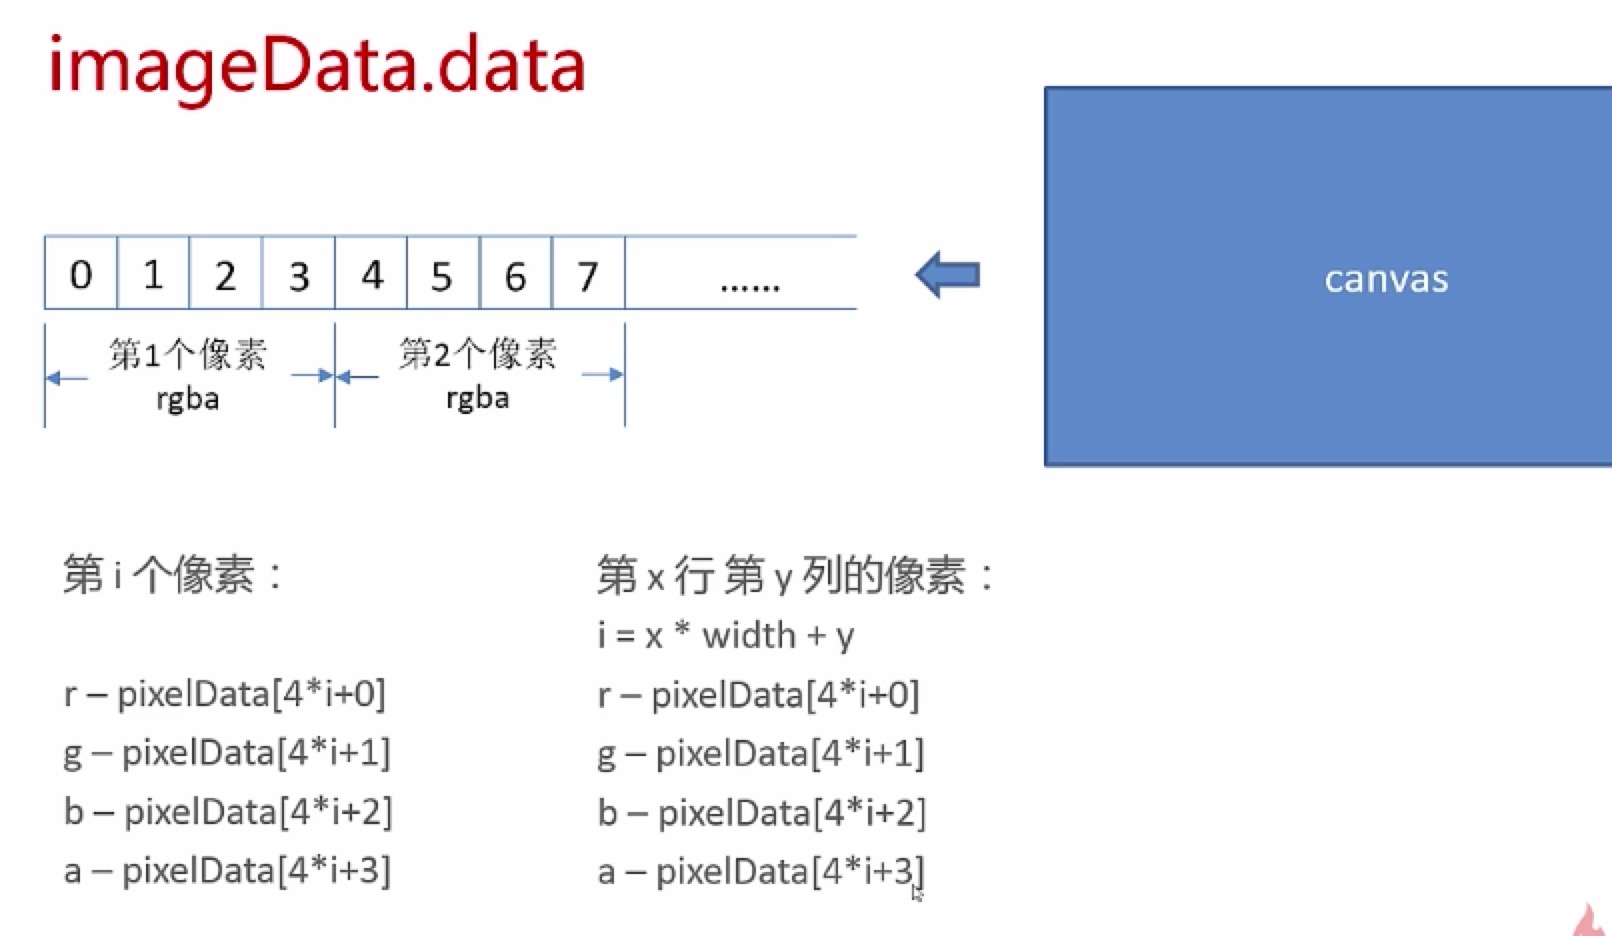 imageData.data
0 1 2 3 4 5 6 7 ......
canvas
第1个像素
rgba
第2个像素
rgba
第 i 个像素：
r – pixelData[4*i+0]
g – pixelData[4*i+1]
b – pixelData[4*i+2]
a – pixelData[4*i+3]
第 x 行 第 y 列的像素：
i = x * width + y
r – pixelData[4*i+0]
g – pixelData[4*i+1]
b – pixelData[4*i+2]
a – pixelData[4*i+3]